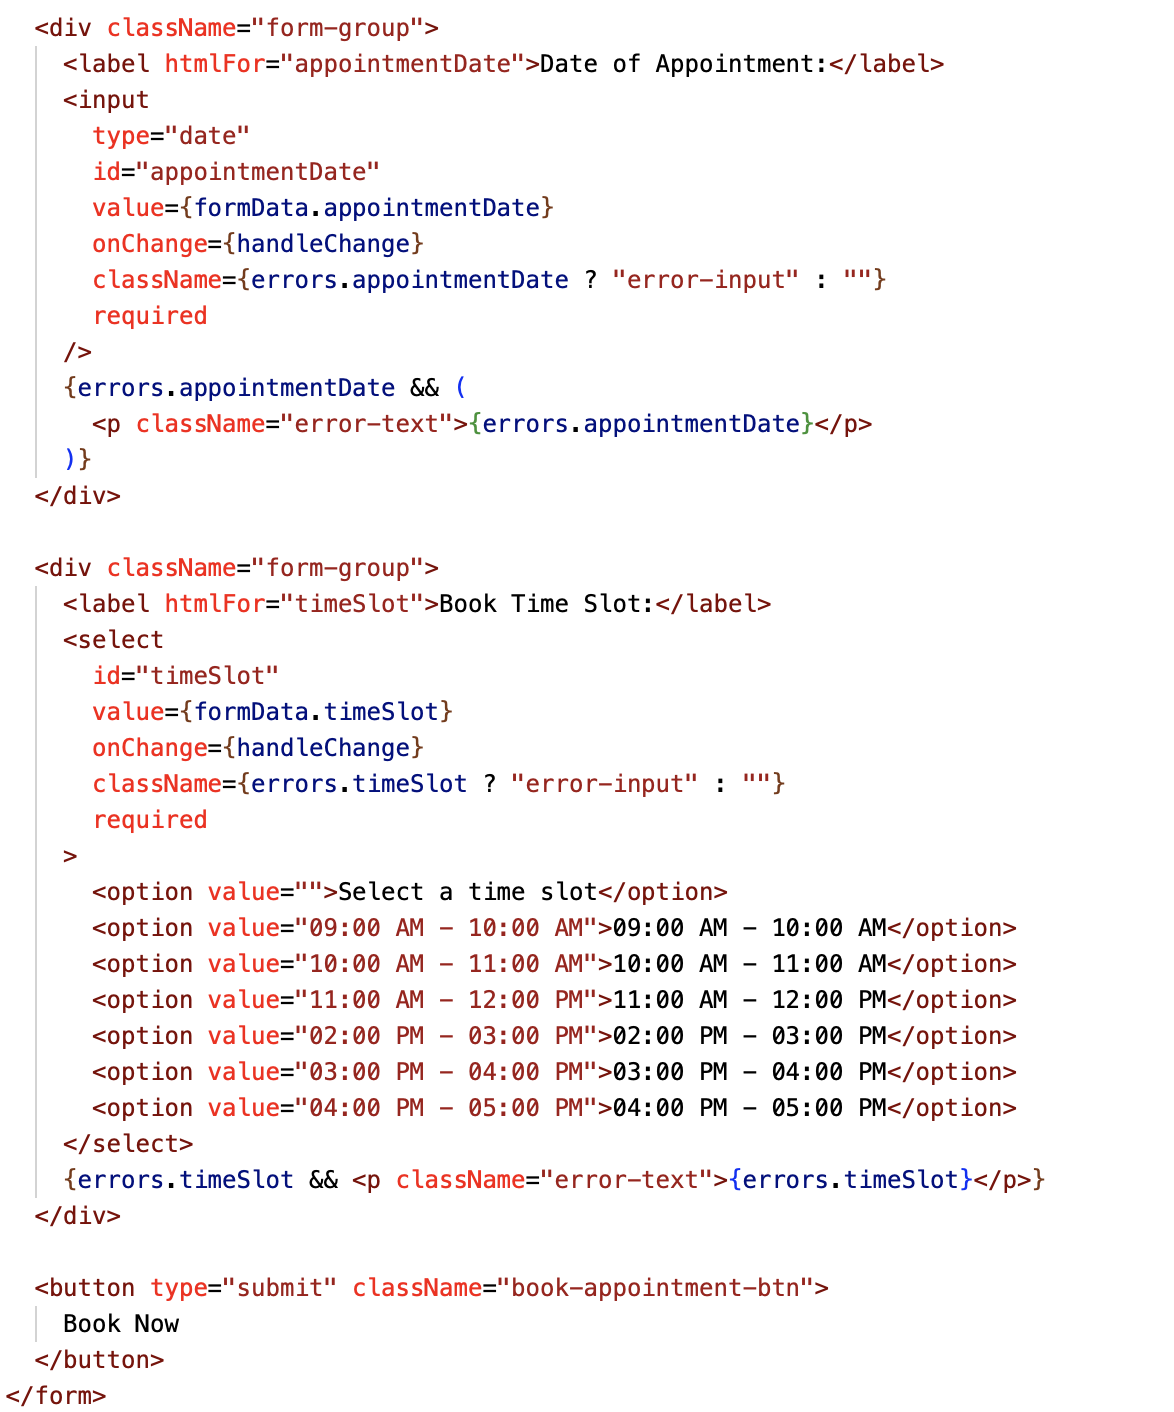 <div className="form-group">
<label htmlFor="appointmentDate">Date of Appointment:</label>
<input
type="date"
id="appointmentDate"
value={formData.appointmentDate}
onChange={handleChange}
className={errors.appointmentDate ? "error-input" : ""}
required
/>
{errors.appointmentDate && (
<p className="error-text">{errors.appointmentDate}</p>
)}
</div>
<div className="form-group">
<label htmlFor="timeSlot">Book Time Slot:</label>
<select
id="timeSlot"
value={formData.timeSlot}
onChange={handleChange}
className={errors.timeSlot ? "error-input" : ""}
required
>
<option value="">Select a time slot</option>
<option value="09:00 AM - 10:00 AM">09:00 AM - 10:00 AM</option>
<option value="10:00 AM - 11:00 AM">10:00 AM - 11:00 AM</option>
<option value="11:00 AM - 12:00 PM">11:00 AM - 12:00 PM</option>
<option value="02:00 PM - 03:00 PM">02:00 PM - 03:00 PM</option>
<option value="03:00 PM - 04:00 PM">03:00 PM - 04:00 PM</option>
<option value="04:00 PM - 05:00 PM">04:00 PM - 05:00 PM</option>
</select>
{errors.timeSlot && <p className="error-text">{errors.timeSlot}</p>}
</div>
<button type="submit" className="book-appointment-btn">
Book Now
</button>
</form>